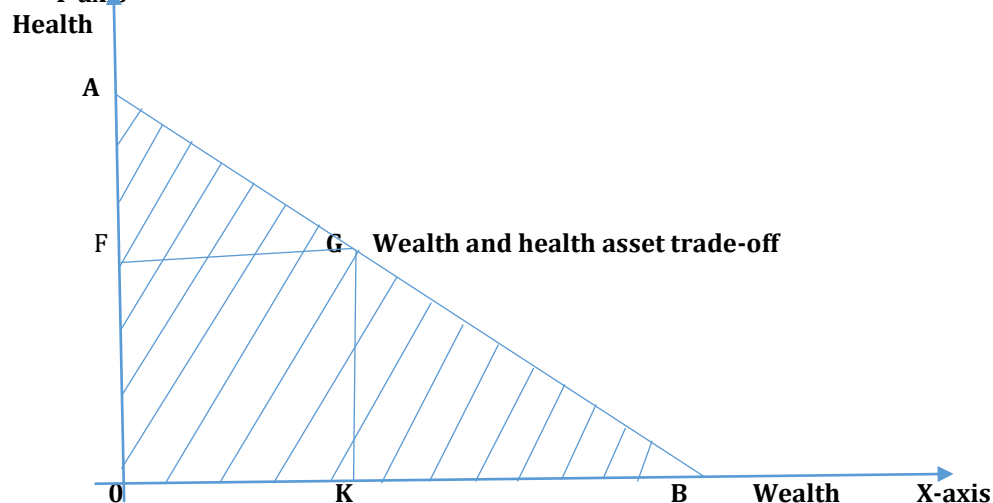 Health
A
F
G Wealth and health asset trade-off
0 K B Wealth X-axis